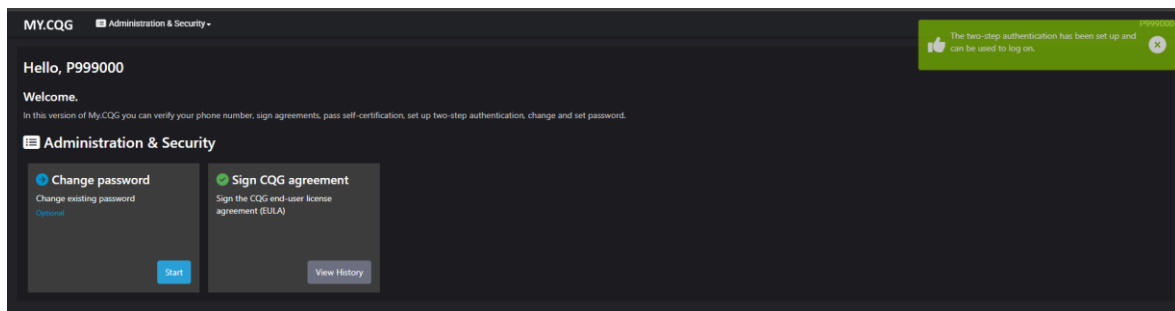 MY.CQG
Administration & Security
P999000
The two-step authentication has been set up and
can be used to log on.
Hello, P999000
Welcome.
In this version of My.CQG you can verify your phone number, sign agreements, pass self-certification, set up two-step authentication, change and set password.
Administration & Security
Change password
Change existing password
Optional
Start
Sign CQG agreement
Sign the CQG end-user license
agreement (EULA)
View History